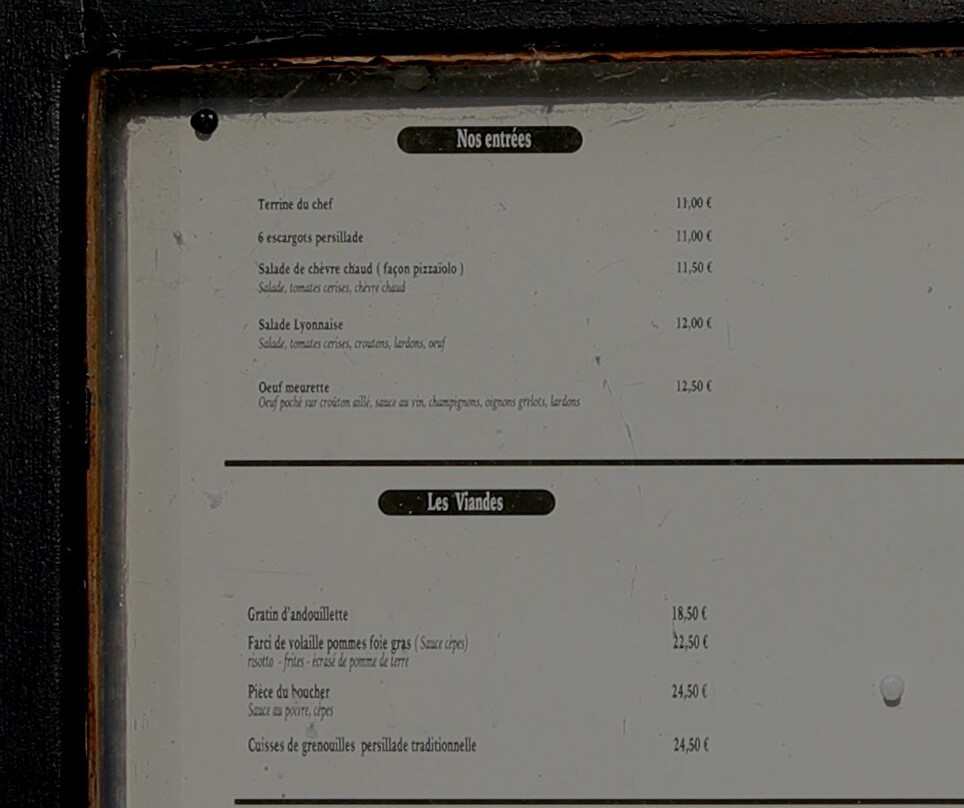 Nos entrées
Terrine du chef 11,00 €
6 escargots persillade 11,00 €
Salade de chèvre chaud ( façon pizzaïolo ) 11,50 €
Salade, tomates cerises, chèvre chaud
Salade Lyonnaise 12,00 €
Salade, tomates cerises, croutons, lardons, oeuf
Oeuf meurette 12,50 €
Oeuf poché sur croûton aillé, sauce au vin, champignons, oignons grelots, lardons
Les Viandes
Gratin d'andouillette 18,50 €
Farci de volaille pommes foie gras ( Sauce cèpes) 22,50 €
risotto - frites - écrasé de pomme de terre
Pièce du boucher 24,50 €
Sauce au poivre, cèpes
Cuisses de grenouilles persillade traditionnelle 24,50 €